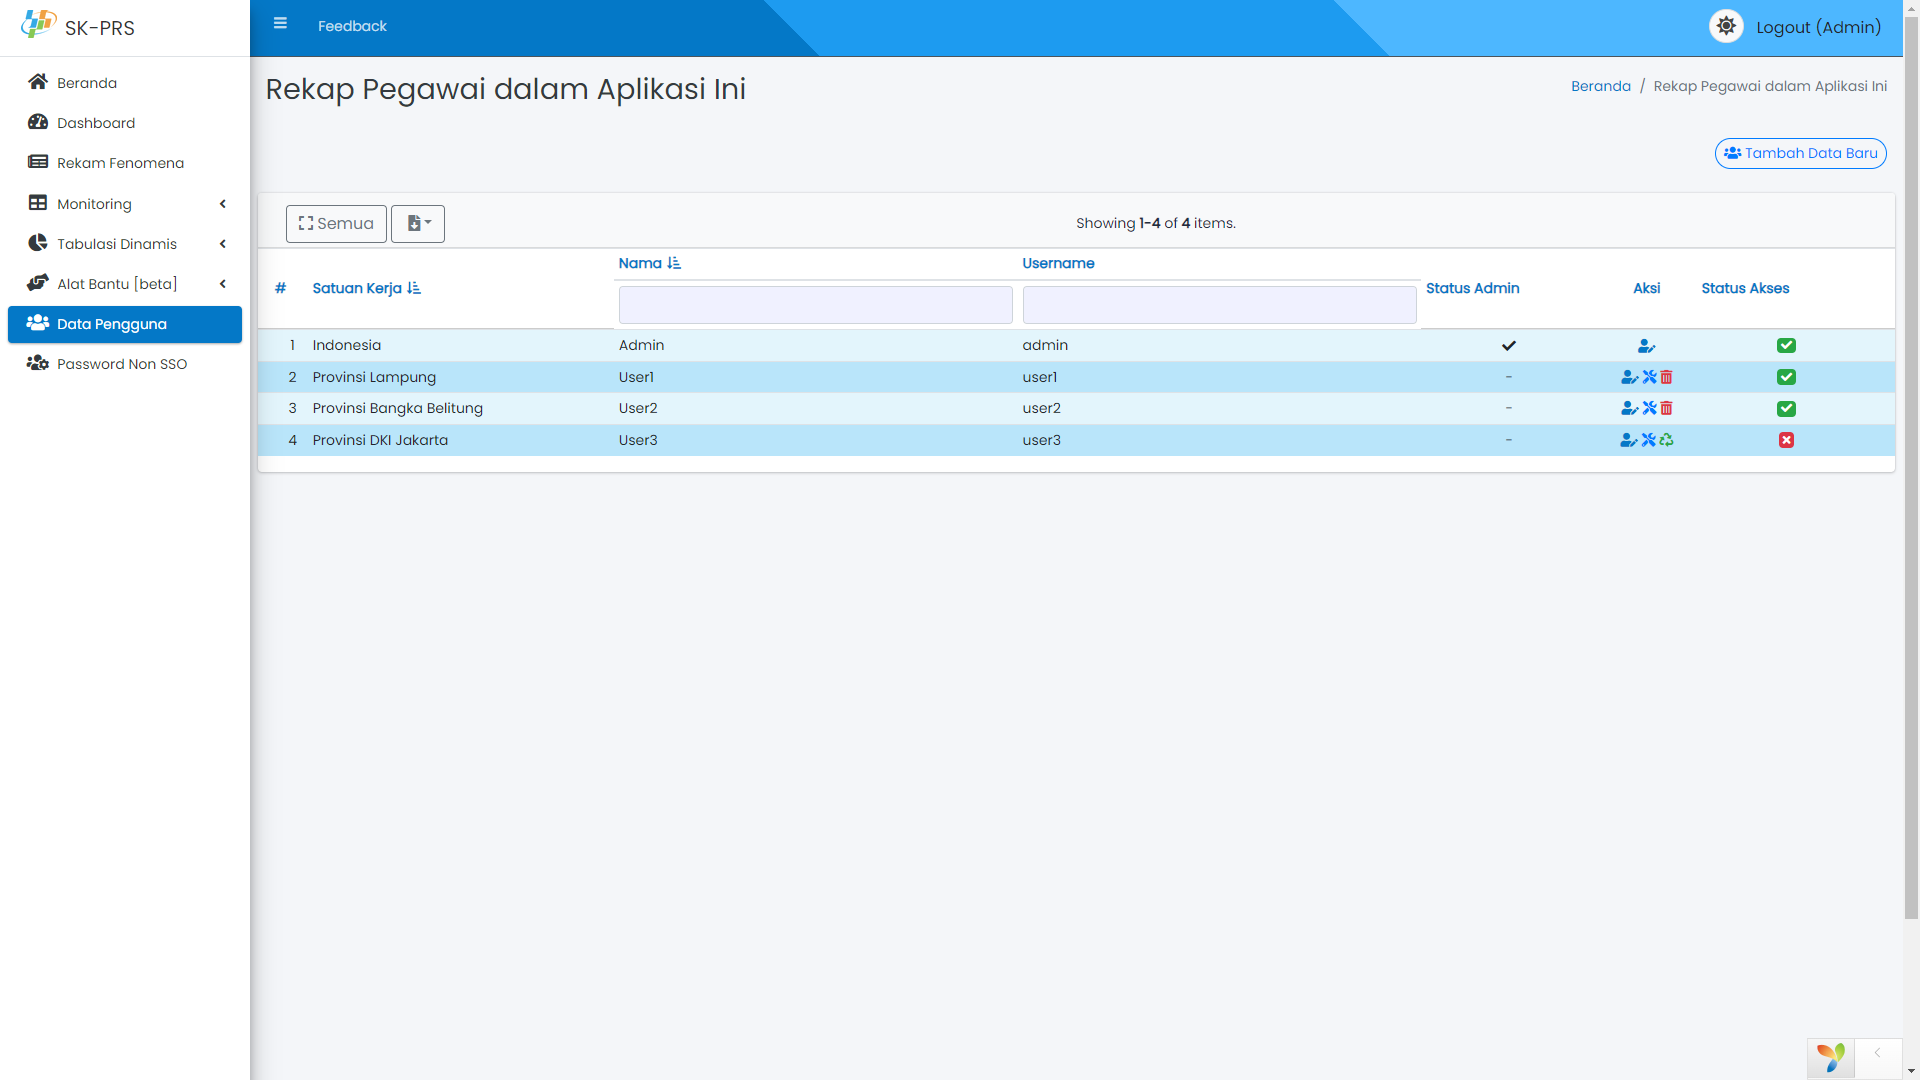 SK-PRS
Feedback
Logout (Admin)
Beranda
Dashboard
Rekam Fenomena
Monitoring
Tabulasi Dinamis
Alat Bantu [beta]
Data Pengguna
Password Non SSO
Rekap Pegawai dalam Aplikasi Ini
Beranda / Rekap Pegawai dalam Aplikasi Ini
Tambah Data Baru
Semua
Showing 1-4 of 4 items.
# Satuan Kerja Nama Username Status Admin Aksi Status Akses
1 Indonesia Admin admin
2 Provinsi Lampung User1 user1 -
3 Provinsi Bangka Belitung User2 user2 -
4 Provinsi DKI Jakarta User3 user3 -